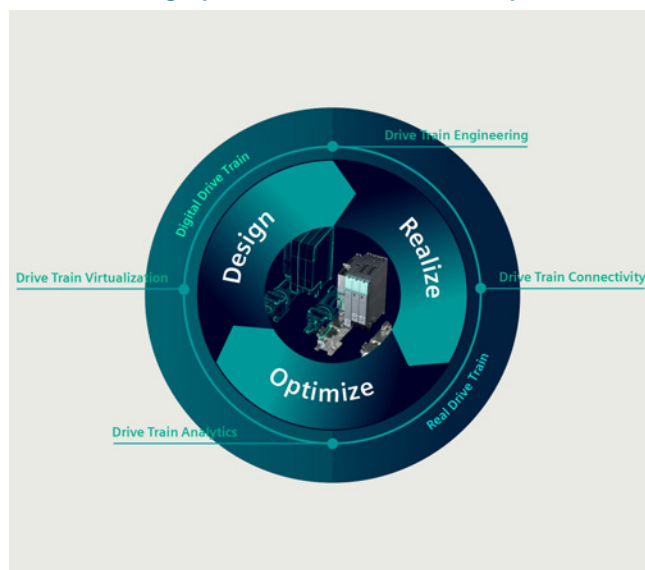 Drive Train Engineering
Digital Drive Train
Design
Realize
Drive Train Virtualization
Drive Train Connectivity
Optimize
Real Drive Train
Drive Train Analytics